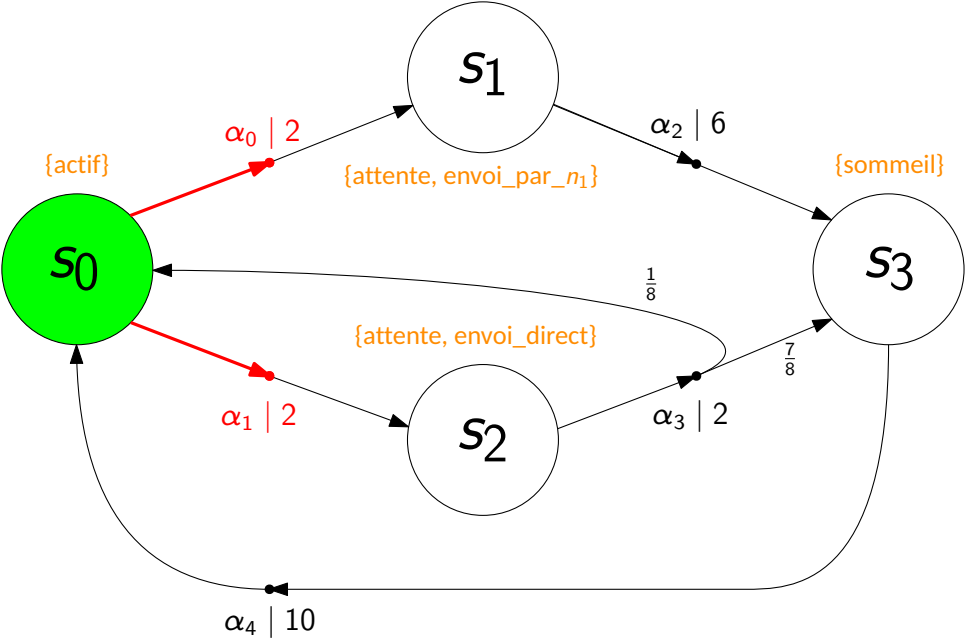 s₁
α₀ | 2
α₂ | 6
{actif}
{attente, envoi_par_n₁}
{sommeil}
s₀
s₃
1/8
{attente, envoi_direct}
7/8
α₁ | 2
α₃ | 2
s₂
α₄ | 10